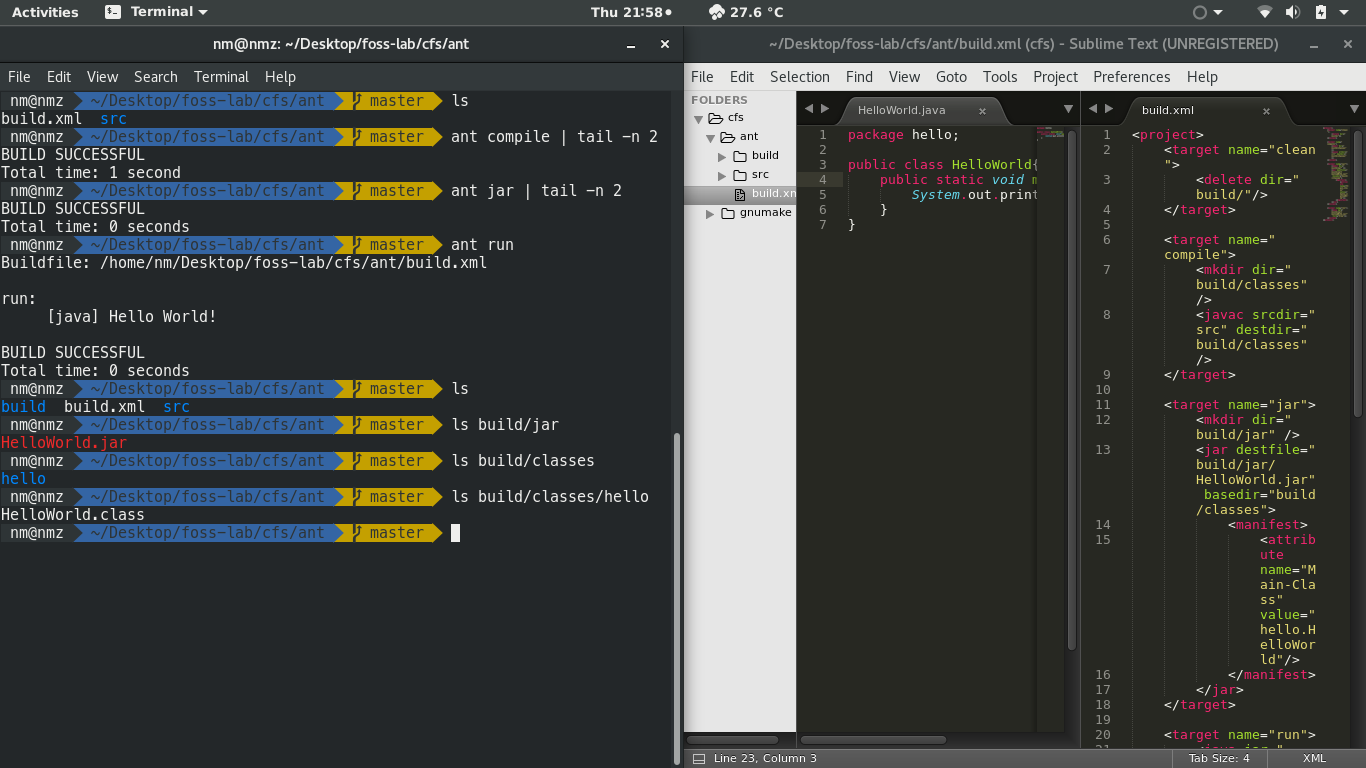 Activities Terminal Thu 21:58 27.6 °C
nm@nmz: ~/Desktop/foss-lab/cfs/ant
File Edit View Search Terminal Help
nm@nmz ~/Desktop/foss-lab/cfs/ant master ls
build.xml src
nm@nmz ~/Desktop/foss-lab/cfs/ant master ant compile | tail -n 2
BUILD SUCCESSFUL
Total time: 1 second
nm@nmz ~/Desktop/foss-lab/cfs/ant master ant jar | tail -n 2
BUILD SUCCESSFUL
Total time: 0 seconds
nm@nmz ~/Desktop/foss-lab/cfs/ant master ant run
Buildfile: /home/nm/Desktop/foss-lab/cfs/ant/build.xml
run:
[java] Hello World!
BUILD SUCCESSFUL
Total time: 0 seconds
nm@nmz ~/Desktop/foss-lab/cfs/ant master ls
build build.xml src
nm@nmz ~/Desktop/foss-lab/cfs/ant master ls build/jar
HelloWorld.jar
nm@nmz ~/Desktop/foss-lab/cfs/ant master ls build/classes
hello
nm@nmz ~/Desktop/foss-lab/cfs/ant master ls build/classes/hello
HelloWorld.class
nm@nmz ~/Desktop/foss-lab/cfs/ant master
~/Desktop/foss-lab/cfs/ant/build.xml (cfs) - Sublime Text (UNREGISTERED)
File Edit Selection Find View Goto Tools Project Preferences Help
FOLDERS
cfs
ant
build
src
build.xm
gnumake
HelloWorld.java
1 package hello;
2
3 public class HelloWorld{
4 public static void m
5 System.out.print
6 }
7 }
build.xml
1 <project>
2 <target name="clean
">
3 <delete dir="
build/"/>
4 </target>
5
6 <target name="
compile">
7 <mkdir dir="
build/classes"
/>
8 <javac srcdir="
src" destdir="
build/classes"
/>
9 </target>
10
11 <target name="jar">
12 <mkdir dir="
build/jar" />
13 <jar destfile="
build/jar/
HelloWorld.jar"
basedir="build
/classes">
14 <manifest>
15 <attrib
ute
name="M
ain-Cla
ss"
value="
hello.H
elloWor
ld"/>
16 </manifest>
17 </jar>
18 </target>
19
20 <target name="run">
Line 23, Column 3 Tab Size: 4 XML